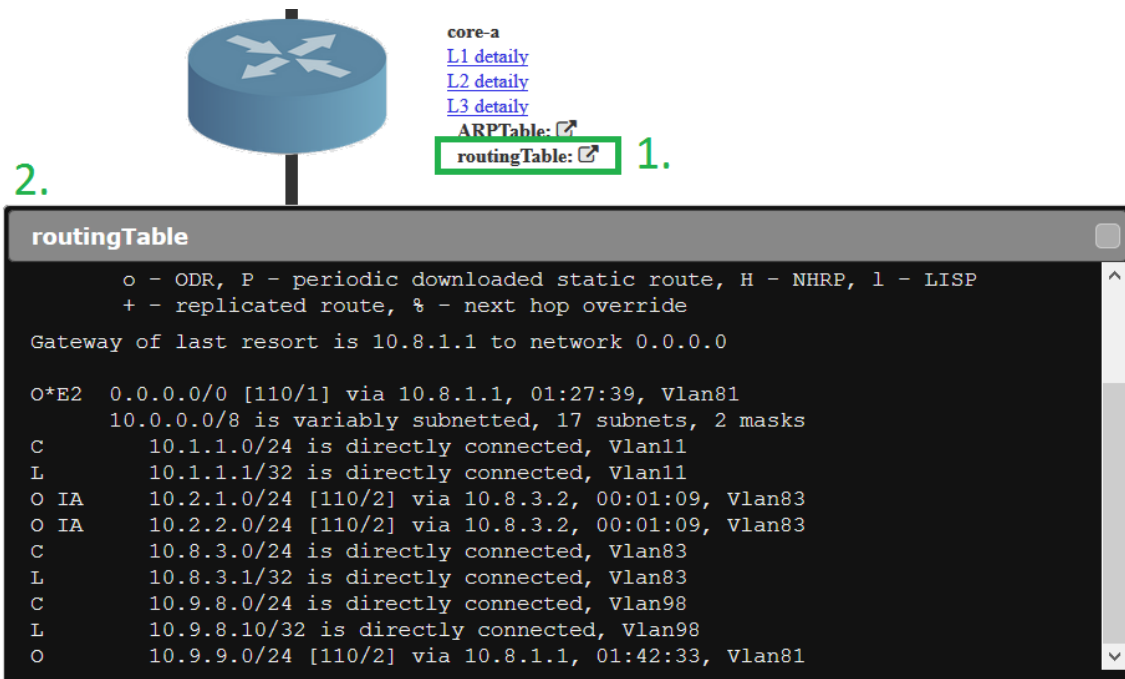 core-a
L1 detaily
L2 detaily
L3 detaily
ARPTable:
routingTable:
1.
2.
routingTable
o - ODR, P - periodic downloaded static route, H - NHRP, l - LISP
+ - replicated route, % - next hop override
Gateway of last resort is 10.8.1.1 to network 0.0.0.0
O*E2 0.0.0.0/0 [110/1] via 10.8.1.1, 01:27:39, Vlan81
10.0.0.0/8 is variably subnetted, 17 subnets, 2 masks
C 10.1.1.0/24 is directly connected, Vlan11
L 10.1.1.1/32 is directly connected, Vlan11
O IA 10.2.1.0/24 [110/2] via 10.8.3.2, 00:01:09, Vlan83
O IA 10.2.2.0/24 [110/2] via 10.8.3.2, 00:01:09, Vlan83
C 10.8.3.0/24 is directly connected, Vlan83
L 10.8.3.1/32 is directly connected, Vlan83
C 10.9.8.0/24 is directly connected, Vlan98
L 10.9.8.10/32 is directly connected, Vlan98
O 10.9.9.0/24 [110/2] via 10.8.1.1, 01:42:33, Vlan81